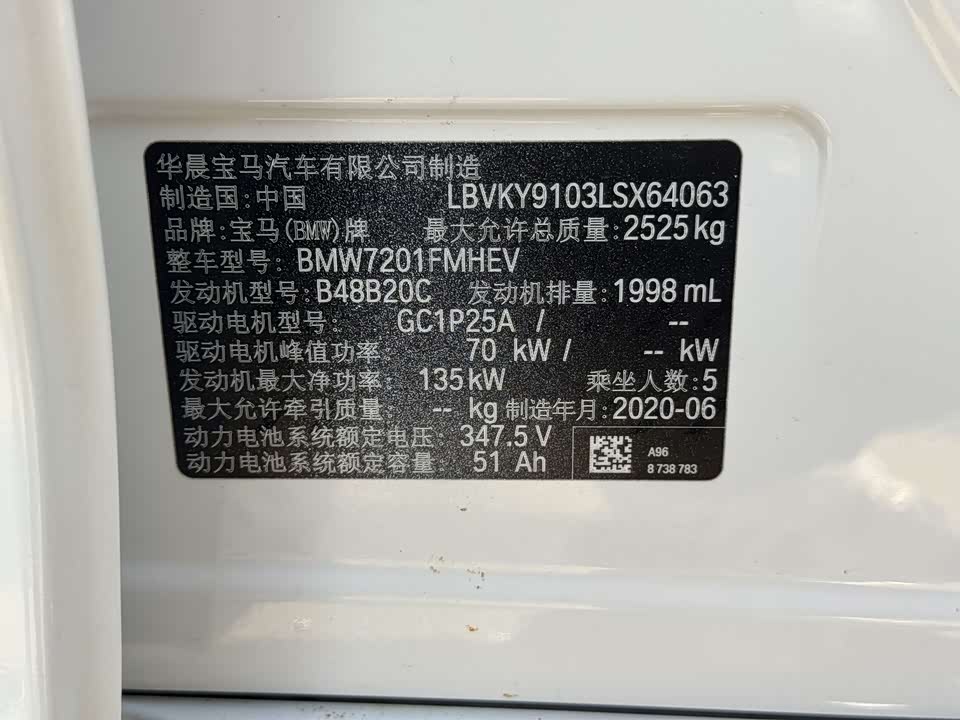 华晨宝马汽车有限公司制造
制造国:中国 LBVKY9103LSX64063
品牌:宝马(BMW)牌 最大允许总质量:2525kg
整车型号: BMW7201FMHEV
发动机型号:B48B20C 发动机排量:1998 mL
驱动电机型号: GC1P25A / --
驱动电机峰值功率: 70 kW / -- kW
发动机最大净功率: 135kW 乘坐人数:5
最大允许牵引质量: -- kg 制造年月:2020-06
动力电池系统额定电压: 347.5 V
动力电池系统额定容量: 51 Ah
A96
8 738 783